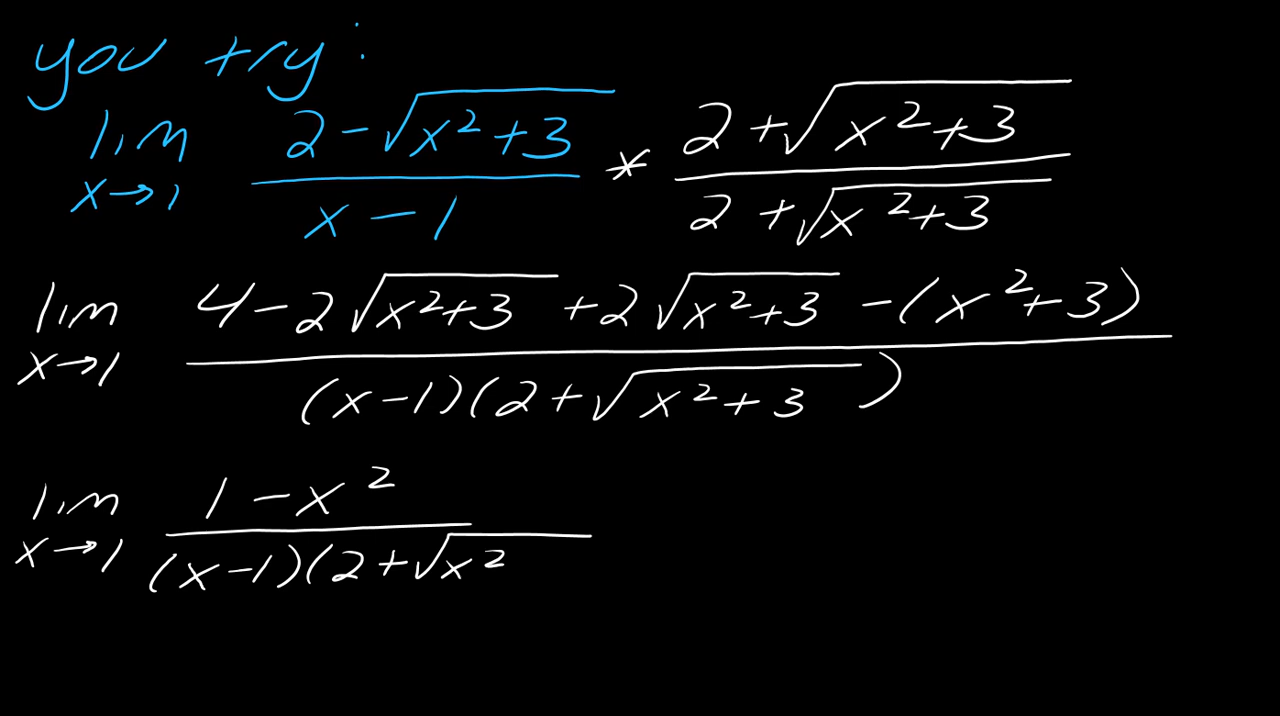 you try:
lim x→1 (2 - √(x²+3)) / (x - 1) * (2 + √(x²+3)) / (2 + √(x²+3))
lim x→1 (4 - 2√(x²+3) + 2√(x²+3) - (x²+3)) / ((x-1)(2+√(x²+3)))
lim x→1 (1 - x²) / ((x-1)(2+√x²